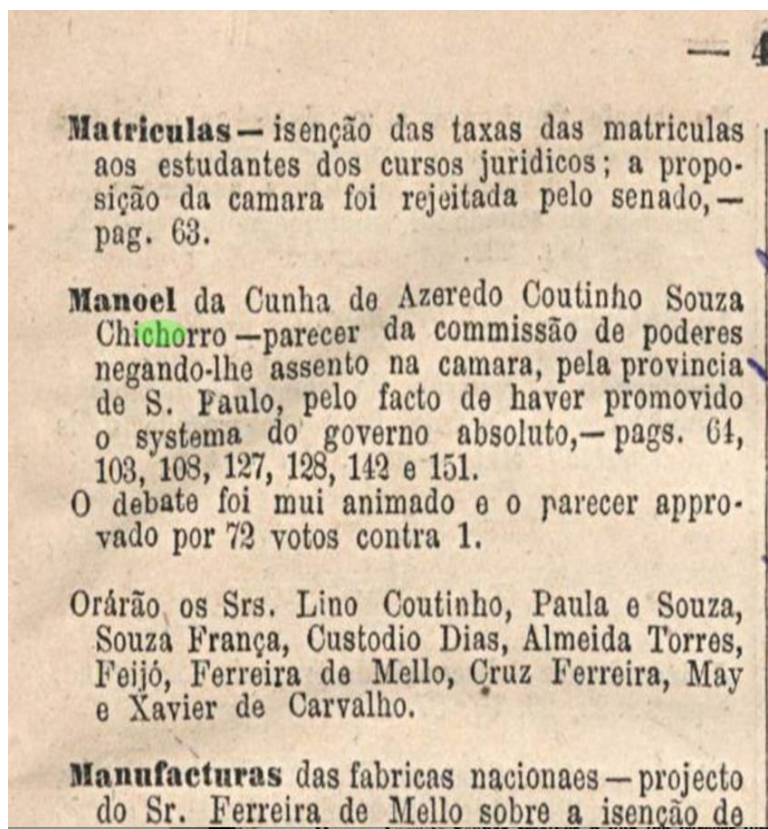 — 4
Matriculas — isenção das taxas das matriculas
aos estudantes dos cursos juridicos; a propo-
sição da camara foi rejeitada pelo senado,—
pag. 63.
Manoel da Cunha de Azeredo Coutinho Souza
Chichorro —parecer da commissão de poderes
negando-lhe assento na camara, pela provincia
de S. Paulo, pelo facto de haver promovido
o systema do governo absoluto,— pags. 64,
103, 108, 127, 128, 142 e 151.
O debate foi mui animado e o parecer appro-
vado por 72 votos contra 1.
Orárão os Srs. Lino Coutinho, Paula e Souza,
Souza França, Custodio Dias, Almeida Torres,
Feijó, Ferreira de Mello, Cruz Ferreira, May
e Xavier de Carvalho.
Manufacturas das fabricas nacionaes — projecto
do Sr. Ferreira de Mello sobre a isenção de